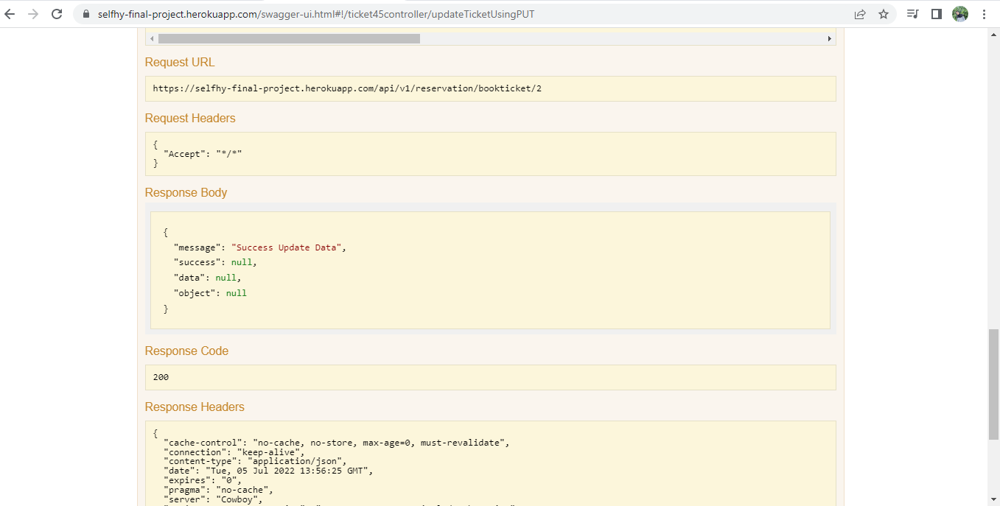 selfhy-final-project.herokuapp.com/swagger-ui.html#!/ticket45controller/updateTicketUsingPUT
Request URL
https://selfhy-final-project.herokuapp.com/api/v1/reservation/bookticket/2
Request Headers
{
"Accept": "*/*"
}
Response Body
{
"message": "Success Update Data",
"success": null,
"data": null,
"object": null
}
Response Code
200
Response Headers
{
"cache-control": "no-cache, no-store, max-age=0, must-revalidate",
"connection": "keep-alive",
"content-type": "application/json",
"date": "Tue, 05 Jul 2022 13:56:25 GMT",
"expires": "0",
"pragma": "no-cache",
"server": "Cowboy",